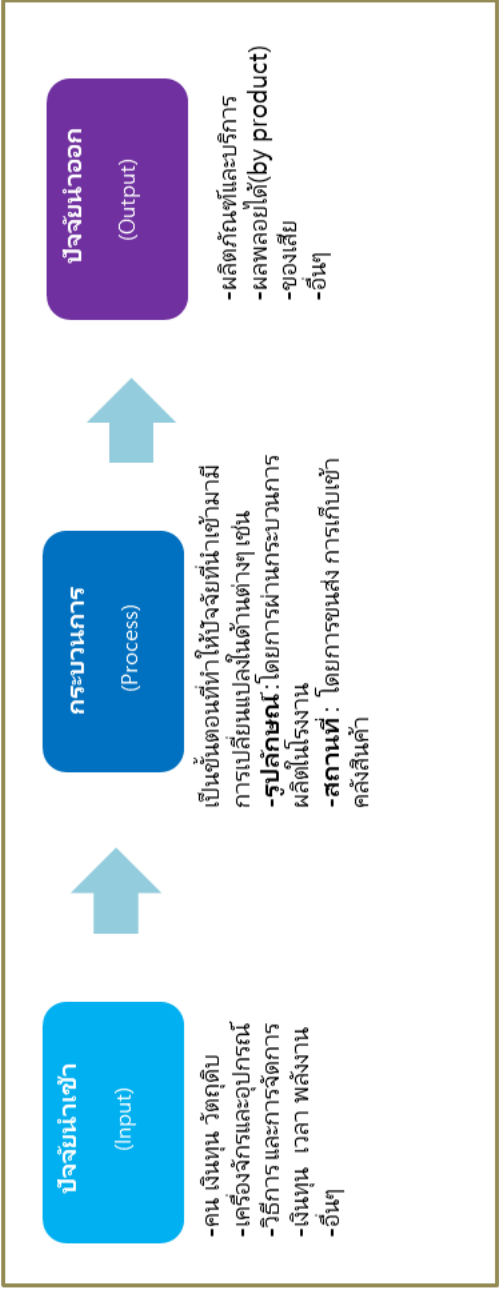 ปัจจัยนำเข้า
(Input)
-คน เงินทุน วัตถุดิบ
-เครื่องจักรและอุปกรณ์
-วิธีการ และการจัดการ
-เงินทุน เวลา พลังงาน
-อื่นๆ
กระบวนการ
(Process)
เป็นขั้นตอนที่ทำให้ปัจจัยที่นำเข้ามามี
การเปลี่ยนแปลงในด้านต่างๆ เช่น
-รูปลักษณ์ :โดยการผ่านกระบวนการ
ผลิตในโรงงาน
-สถานที่ : โดยการขนส่ง การเก็บเข้า
คลังสินค้า
ปัจจัยนำออก
(Output)
-ผลิตภัณฑ์และบริการ
-ผลพลอยได้(by product)
-ของเสีย
-อื่นๆ